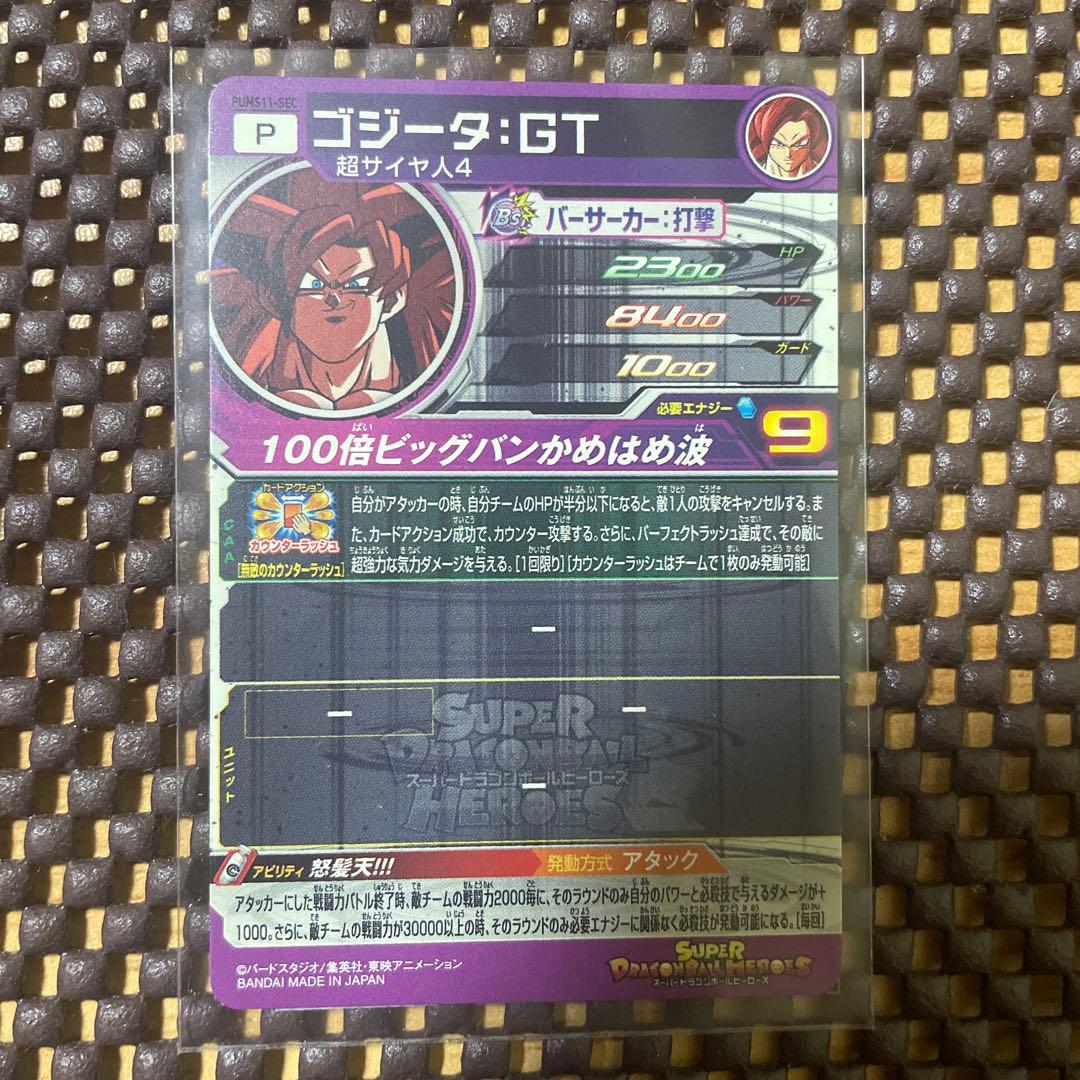 PUMS11-SEC
P
ゴジータ:GT
超サイヤ人4
BS
バーサーカー:打撃
HP
2300
パワー
8400
ガード
1000
必要エナジー
9
100倍ビッグバンかめはめ波
CAA
カードアクション
カウンターラッシュ
[無敵のカウンターラッシュ]
自分がアタッカーの時、自分チームのHPが半分以下になると、敵1人の攻撃をキャンセルする。ま
た、カードアクション成功で、カウンター攻撃する。さらに、パーフェクトラッシュ達成で、その敵に
超強力な気力ダメージを与える。[1回限り][カウンターラッシュはチームで1枚のみ発動可能]
ー
ユニット
ー
ー
ー
SUPER
DRAGONBALL
スーパードラゴンボールヒーローズ
HEROES
アビリティ 怒髪天!!!
発動方式 アタック
アタッカーにした戦闘力バトル終了時、敵チームの戦闘力2000毎に、そのラウンドのみ自分のパワーと必殺技で与えるダメージが+
1000。さらに、敵チームの戦闘力が30000以上の時、そのラウンドのみ必要エナジーに関係なく必殺技が発動可能になる。[毎回]
©バードスタジオ/集英社・東映アニメーション
BANDAI MADE IN JAPAN
SUPER
DRAGONBALL HEROES
スーパードラゴンボールヒーローズ